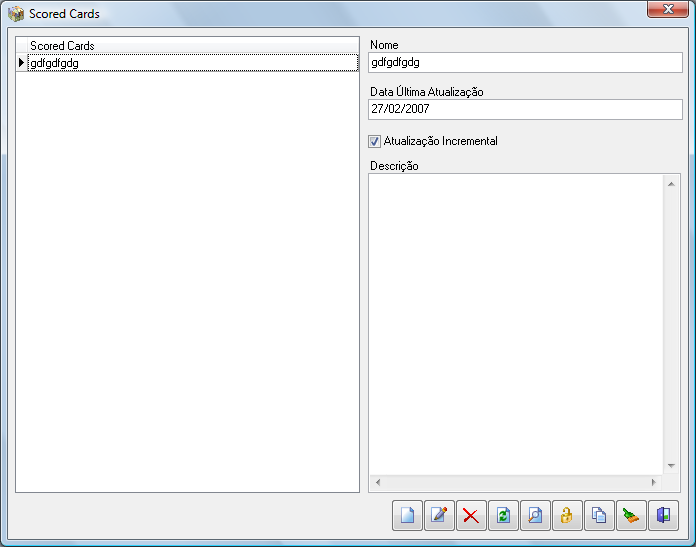 Scored Cards
Scored Cards
gdfgdfgdg
Nome
gdfgdfgdg
Data Última Atualização
27/02/2007
Atualização Incremental
Descrição